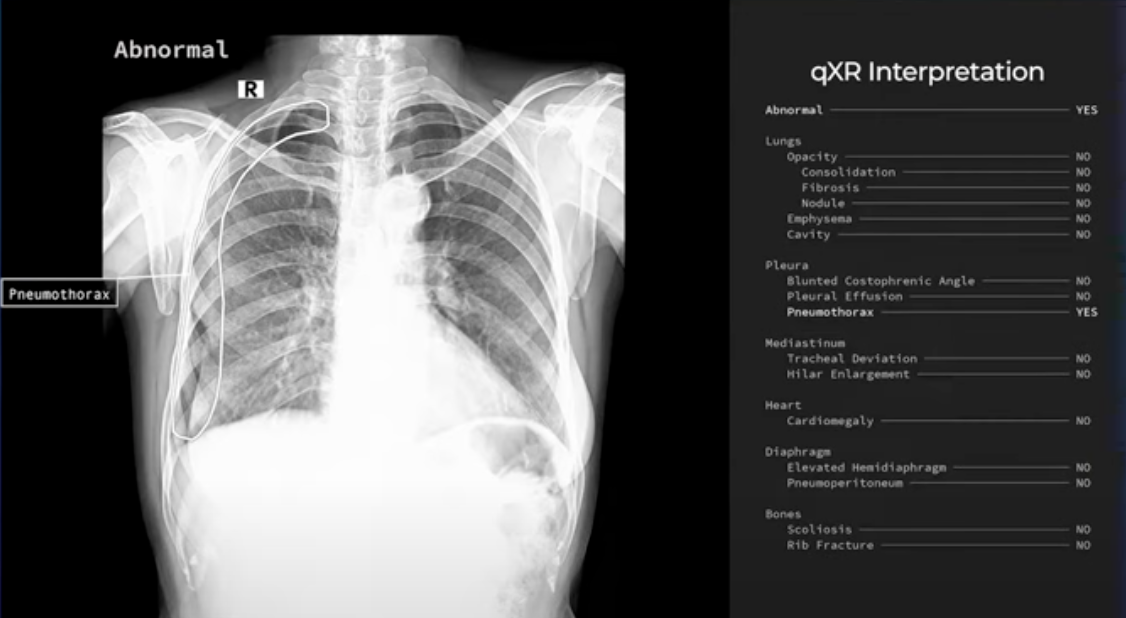 Abnormal
R
Pneumothorax
qXR Interpretation
Abnormal YES
Lungs
Opacity NO
Consolidation NO
Fibrosis NO
Nodule NO
Emphysema NO
Cavity NO
Pleura
Blunted Costophrenic Angle NO
Pleural Effusion NO
Pneumothorax YES
Mediastinum
Tracheal Deviation NO
Hilar Enlargement NO
Heart
Cardiomegaly NO
Diaphragm
Elevated Hemidiaphragm NO
Pneumoperitoneum NO
Bones
Scoliosis NO
Rib Fracture NO